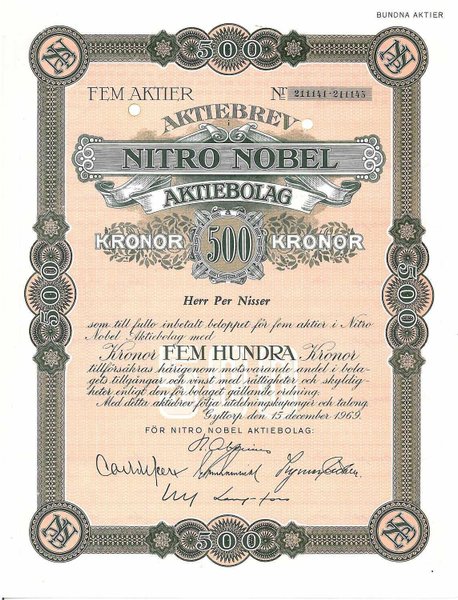 BUNDNA AKTIER
500
FEM AKTIER
Nr 211141-211145
AKTIEBREV
i
NITRO NOBEL
AKTIEBOLAG
KRONOR 500 KRONOR
500
500
Herr Per Nisser
som till fullo inbetalt beloppet för fem aktier i Nitro
Nobel Aktiebolag med
Kronor FEM HUNDRA Kronor
tillförsäkras härigenom motsvarande andel i bola-
gets tillgångar och vinst med rättigheter och skyldig-
heter enligt den för bolaget gällande ordning.
Med detta aktiebrev följa utdelningskuponger och talong.
Gyttorp den 15 december 1969.
FÖR NITRO NOBEL AKTIEBOLAG:
500